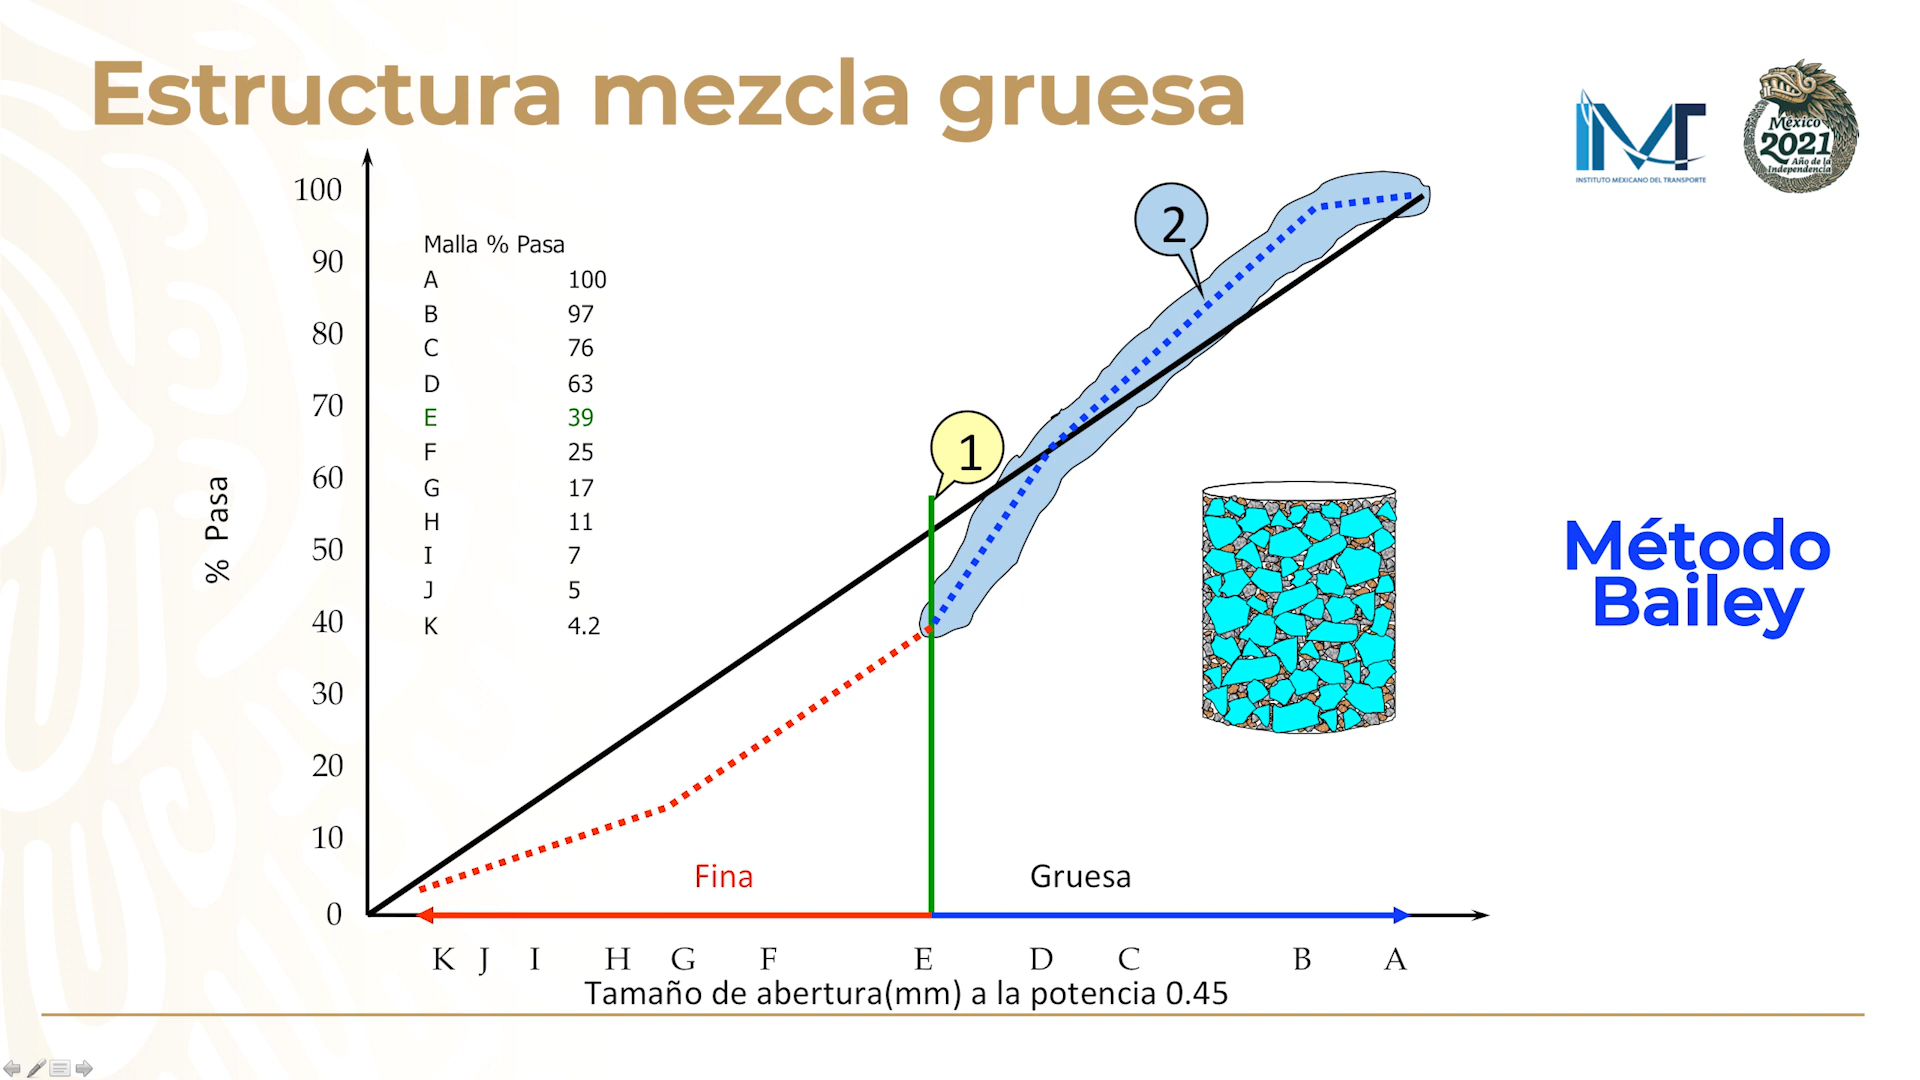 Estructura mezcla gruesa
IMT
INSTITUTO MEXICANO DEL TRANSPORTE
México
2021
Año de la
Independencia
100
90
80
70
60
50
40
30
20
10
0
% Pasa
Malla % Pasa
A 100
B 97
C 76
D 63
E 39
F 25
G 17
H 11
I 7
J 5
K 4.2
1
2
Método
Bailey
Fina
Gruesa
K J I H G F E D C B A
Tamaño de abertura(mm) a la potencia 0.45